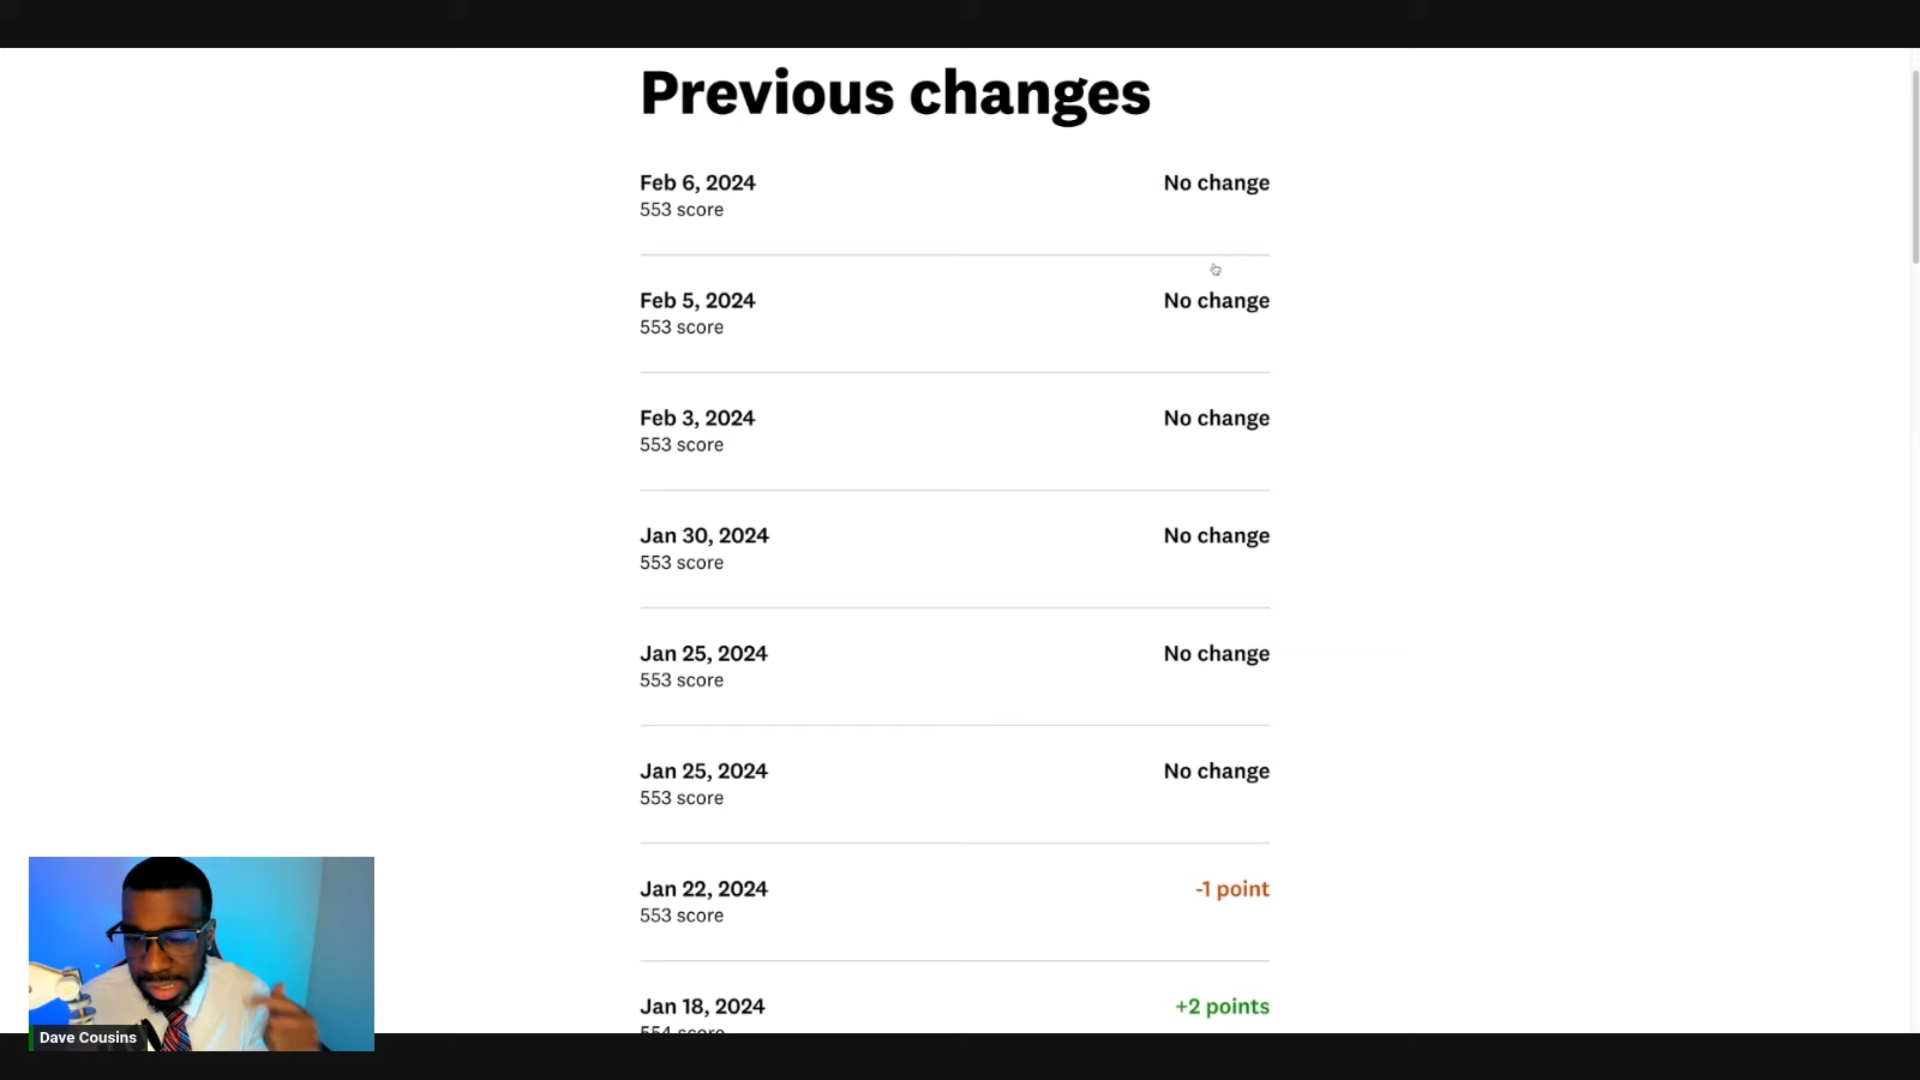 Previous changes
Feb 6, 2024 No change
553 score
Feb 5, 2024 No change
553 score
Feb 3, 2024 No change
553 score
Jan 30, 2024 No change
553 score
Jan 25, 2024 No change
553 score
Jan 25, 2024 No change
553 score
Jan 22, 2024 -1 point
553 score
Jan 18, 2024 +2 points
554 score
Dave Cousins